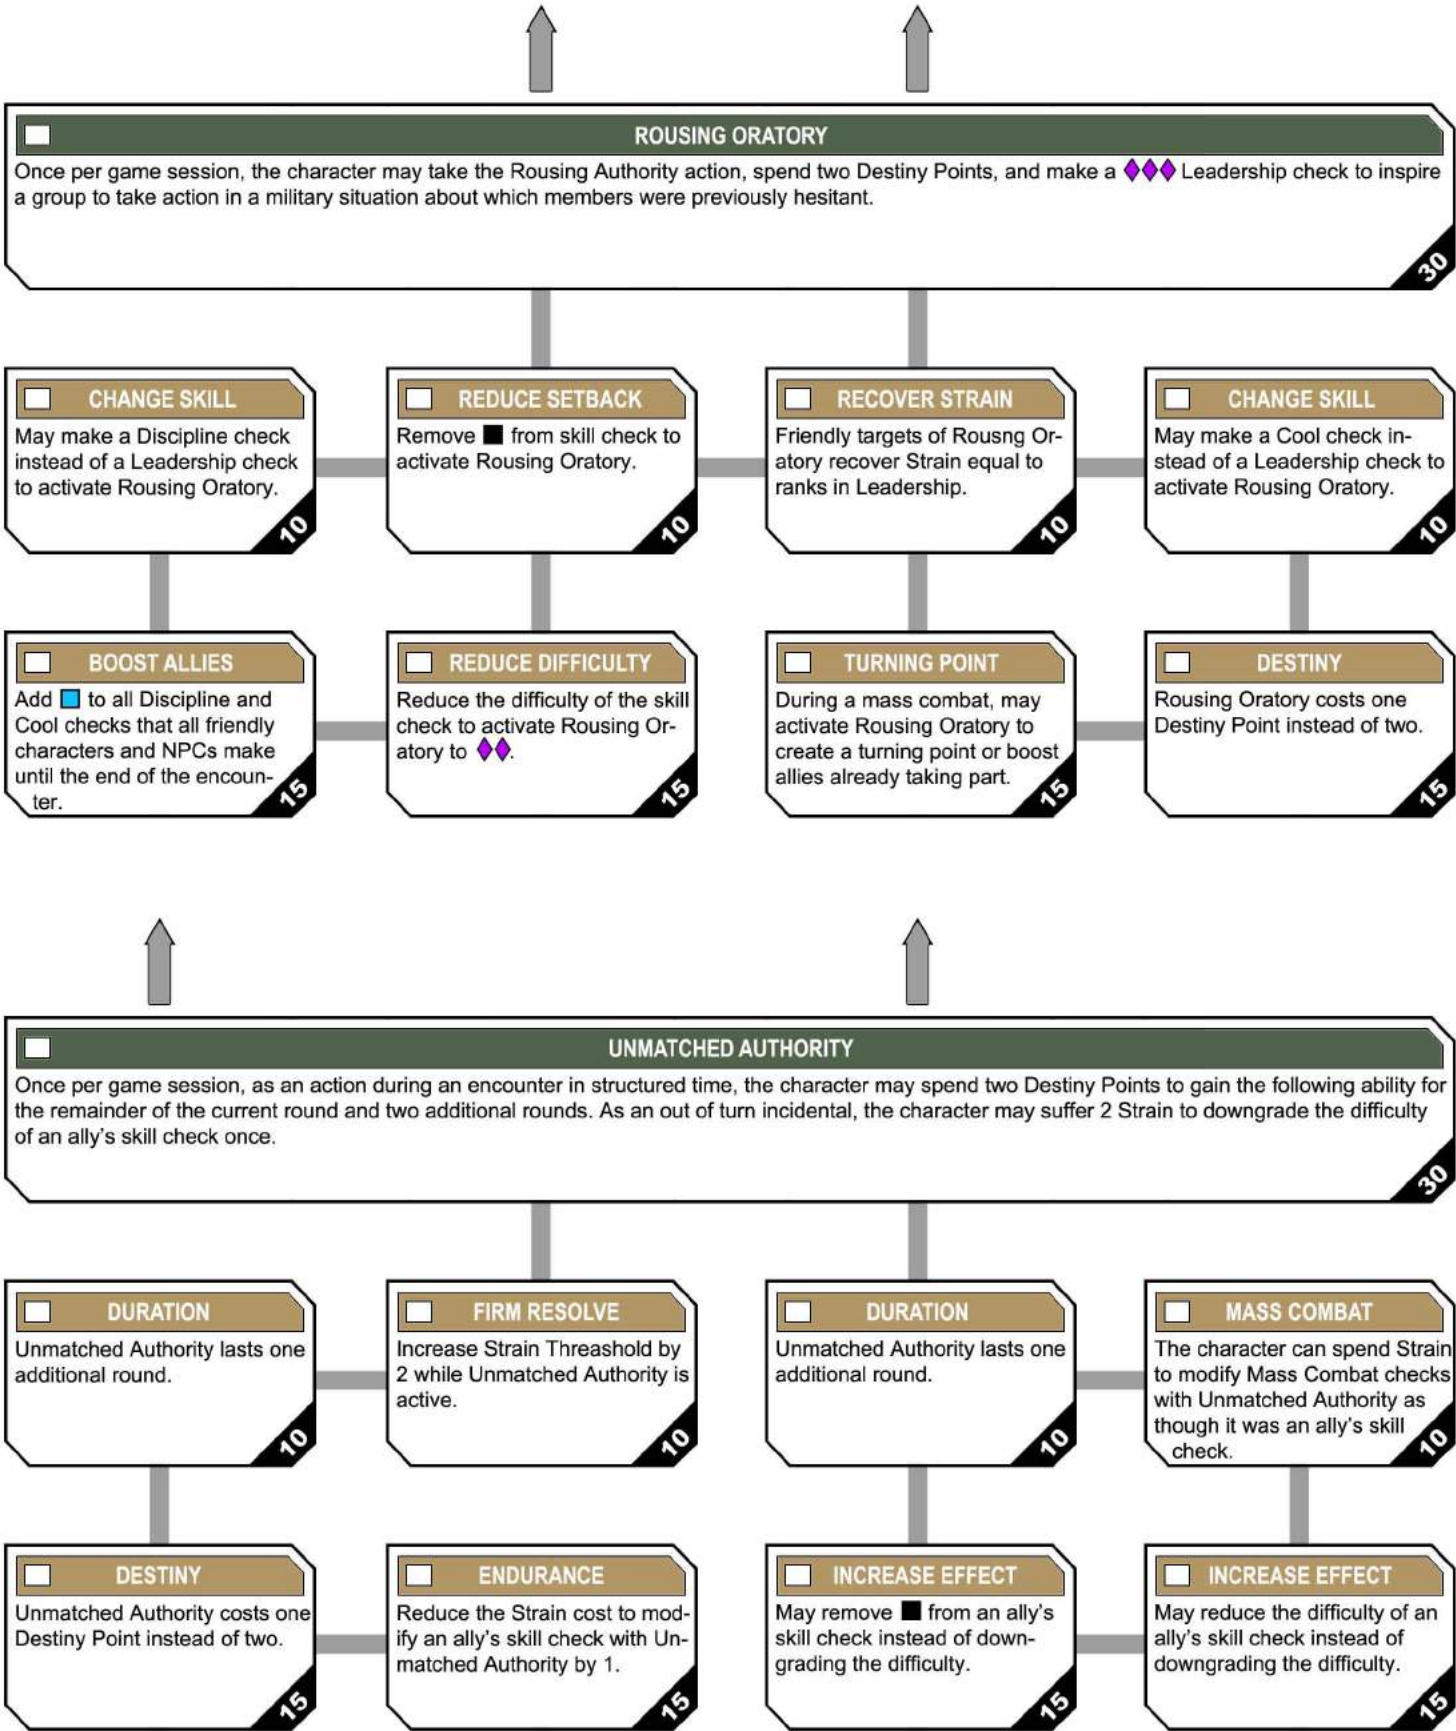 ROUSING ORATORY
Once per game session, the character may take the Rousing Authority action, spend two Destiny Points, and make a Leadership check to inspire
a group to take action in a military situation about which members were previously hesitant.
30
CHANGE SKILL
May make a Discipline check
instead of a Leadership check
to activate Rousing Oratory.
10
REDUCE SETBACK
Remove from skill check to
activate Rousing Oratory.
10
RECOVER STRAIN
Friendly targets of Rousng Or-
atory recover Strain equal to
ranks in Leadership.
10
CHANGE SKILL
May make a Cool check in-
stead of a Leadership check to
activate Rousing Oratory.
10
BOOST ALLIES
Add to all Discipline and
Cool checks that all friendly
characters and NPCs make
until the end of the encoun-
ter.
15
REDUCE DIFFICULTY
Reduce the difficulty of the skill
check to activate Rousing Or-
atory to .
15
TURNING POINT
During a mass combat, may
activate Rousing Oratory to
create a turning point or boost
allies already taking part.
15
DESTINY
Rousing Oratory costs one
Destiny Point instead of two.
15
UNMATCHED AUTHORITY
Once per game session, as an action during an encounter in structured time, the character may spend two Destiny Points to gain the following ability for
the remainder of the current round and two additional rounds. As an out of turn incidental, the character may suffer 2 Strain to downgrade the difficulty
of an ally's skill check once.
30
DURATION
Unmatched Authority lasts one
additional round.
10
FIRM RESOLVE
Increase Strain Threashold by
2 while Unmatched Authority is
active.
10
DURATION
Unmatched Authority lasts one
additional round.
10
MASS COMBAT
The character can spend Strain
to modify Mass Combat checks
with Unmatched Authority as
though it was an ally's skill
check.
10
DESTINY
Unmatched Authority costs one
Destiny Point instead of two.
15
ENDURANCE
Reduce the Strain cost to mod-
ify an ally's skill check with Un-
matched Authority by 1.
15
INCREASE EFFECT
May remove from an ally's
skill check instead of down-
grading the difficulty.
15
INCREASE EFFECT
May reduce the difficulty of an
ally's skill check instead of
downgrading the difficulty.
15